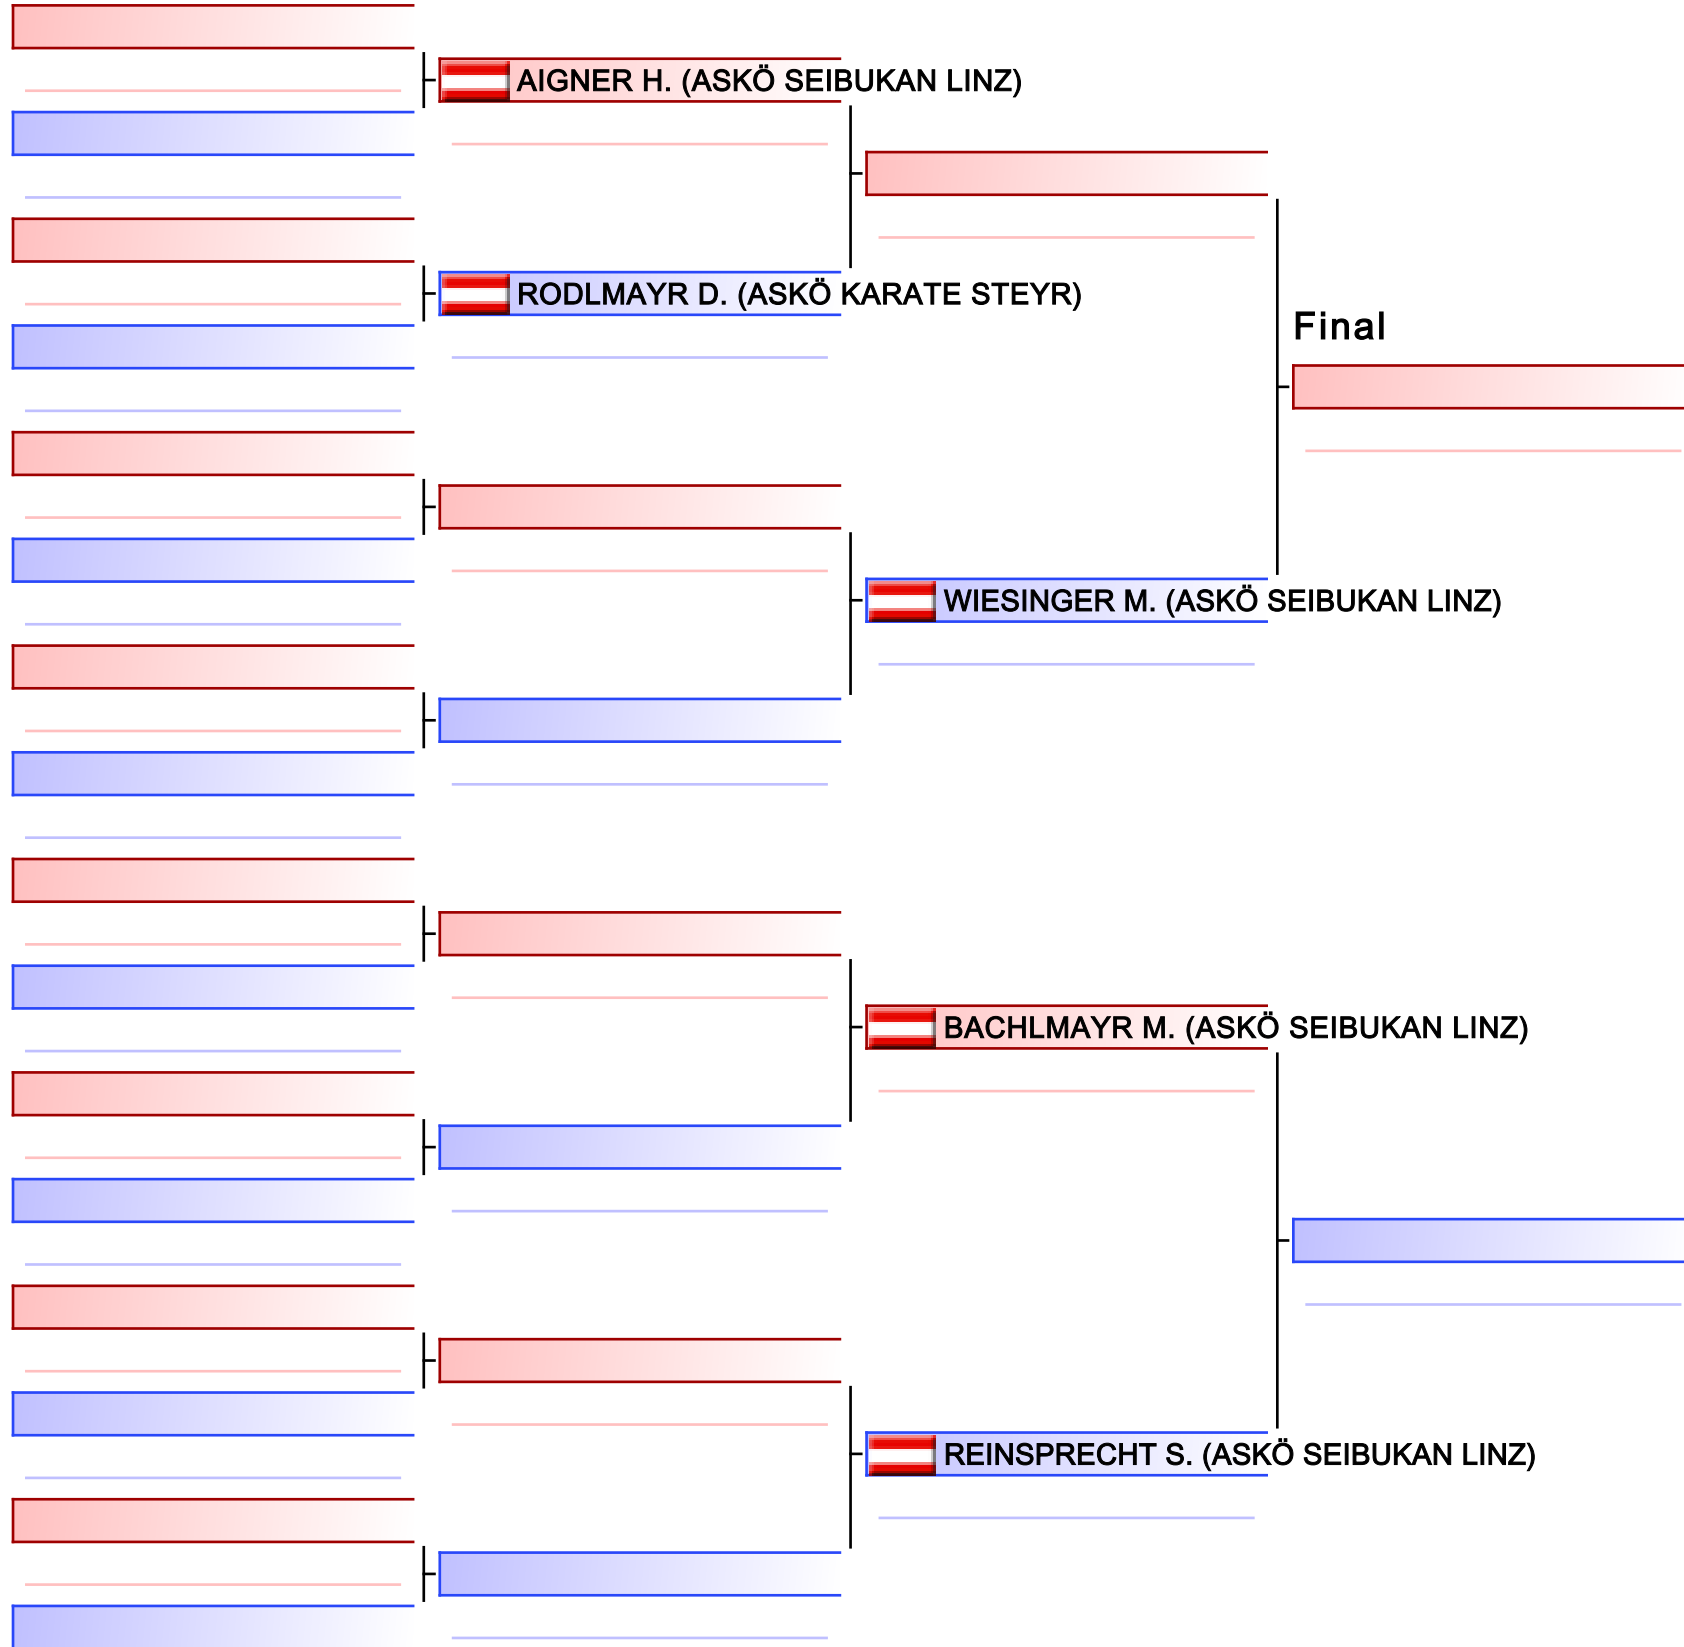 AIGNER H. (ASKÖ SEIBUKAN LINZ)
RODLMAYR D. (ASKÖ KARATE STEYR)
Final
WIESINGER M. (ASKÖ SEIBUKAN LINZ)
BACHLMAYR M. (ASKÖ SEIBUKAN LINZ)
REINSPRECHT S. (ASKÖ SEIBUKAN LINZ)